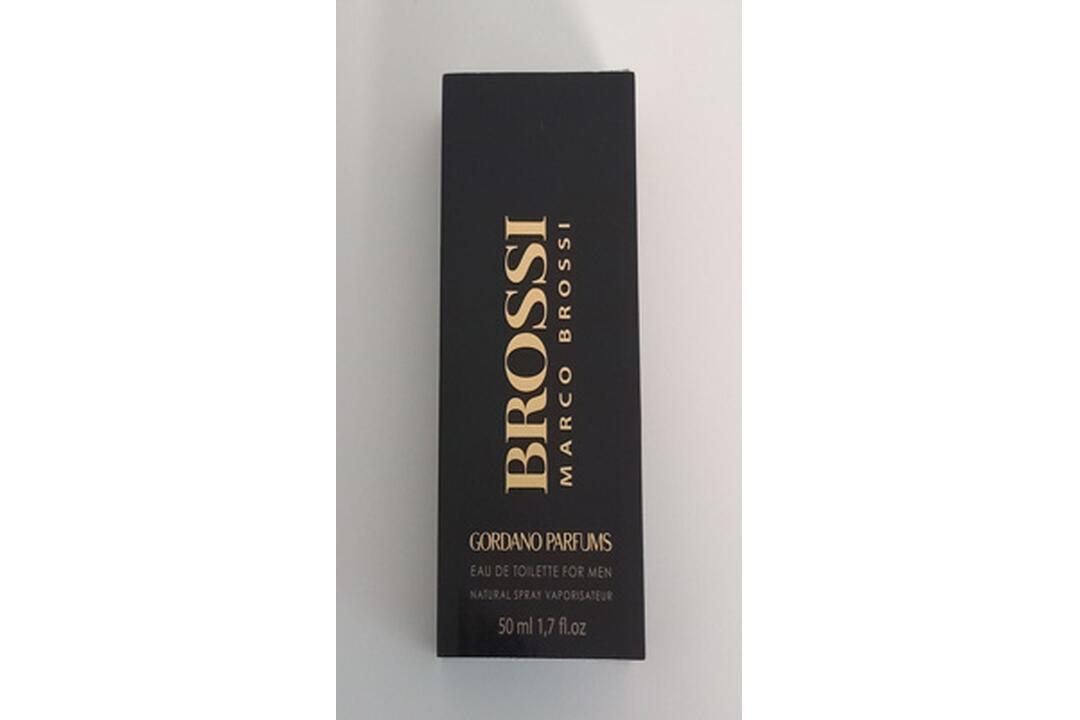 BROSSI
MARCO BROSSI
GORDANO PARFUMS
EAU DE TOILETTE FOR MEN
NATURAL SPRAY VAPORISATEUR
50 ml 1,7 fl.oz